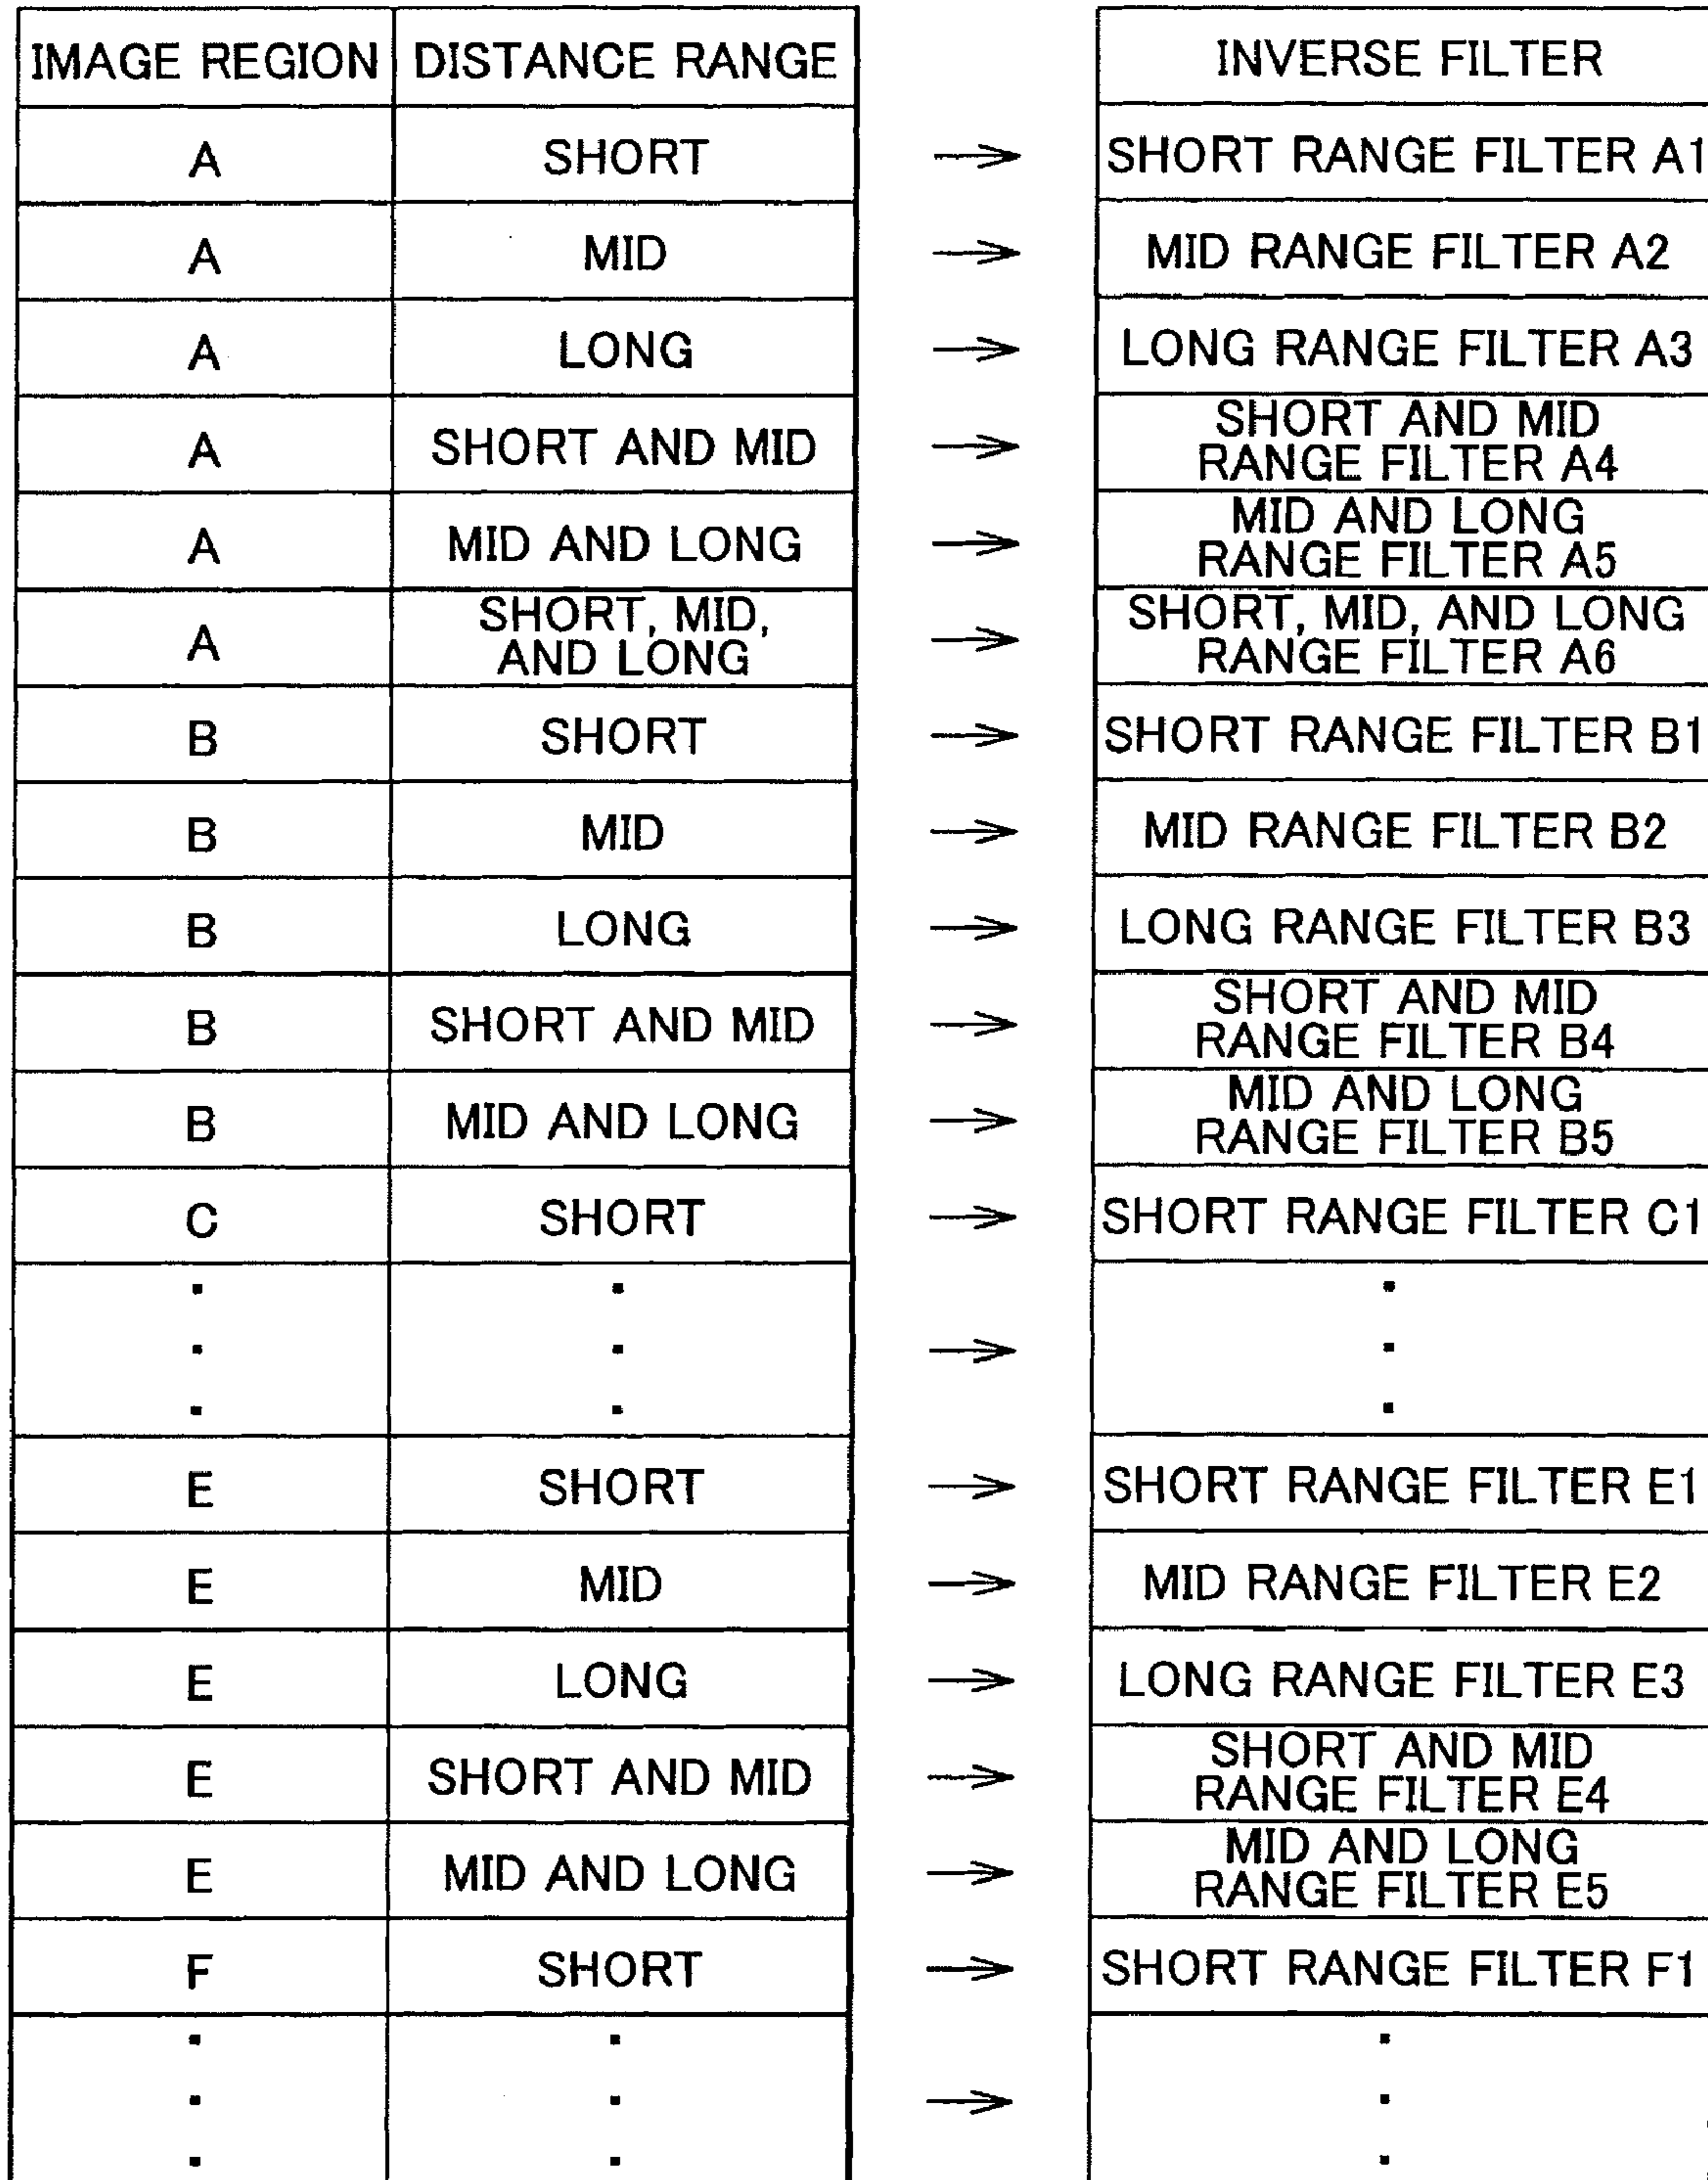 IMAGE REGION DISTANCE RANGE INVERSE FILTER
A SHORT → SHORT RANGE FILTER A1
A MID → MID RANGE FILTER A2
A LONG → LONG RANGE FILTER A3
A SHORT AND MID → SHORT AND MID
RANGE FILTER A4
A MID AND LONG → MID AND LONG
RANGE FILTER A5
A SHORT, MID,
AND LONG → SHORT, MID, AND LONG
RANGE FILTER A6
B SHORT → SHORT RANGE FILTER B1
B MID → MID RANGE FILTER B2
B LONG → LONG RANGE FILTER B3
B SHORT AND MID → SHORT AND MID
RANGE FILTER B4
B MID AND LONG → MID AND LONG
RANGE FILTER B5
C SHORT → SHORT RANGE FILTER C1
. . .
. . → .
. . .
E SHORT → SHORT RANGE FILTER E1
E MID → MID RANGE FILTER E2
E LONG → LONG RANGE FILTER E3
E SHORT AND MID → SHORT AND MID
RANGE FILTER E4
E MID AND LONG → MID AND LONG
RANGE FILTER E5
F SHORT → SHORT RANGE FILTER F1
. . .
. . → .
. . .